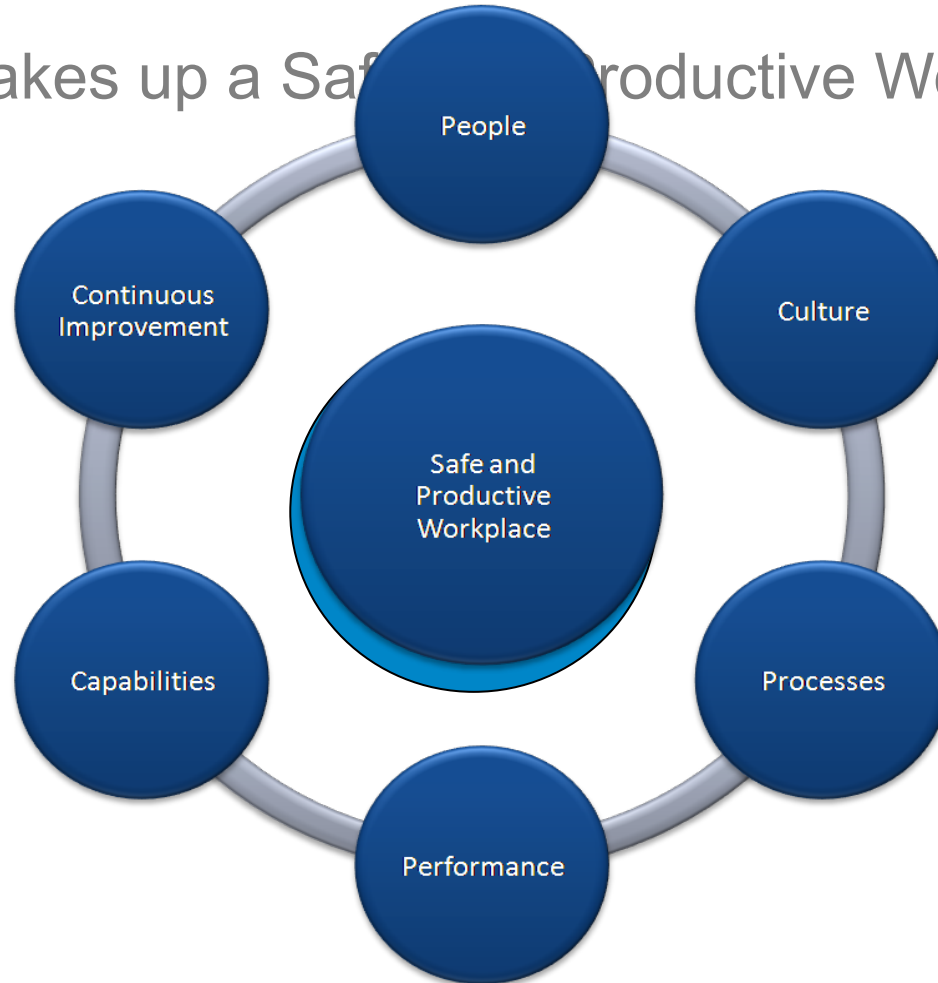 akes up a Saf roductive W
People
Continuous
Improvement
Culture
Safe and
Productive
Workplace
Capabilities
Processes
Performance